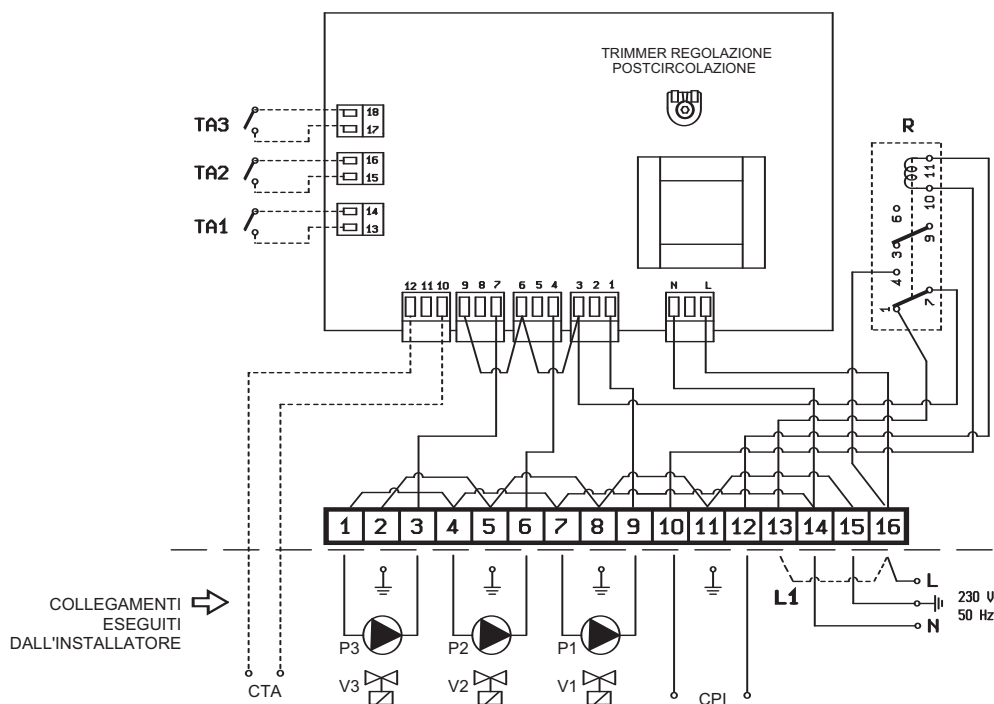 TRIMMER REGOLAZIONE
POSTCIRCOLAZIONE
TA3
18
17
TA2
16
15
TA1
14
13
R
11
10
6
9
3
4
7
1
12 11 10 9 8 7 6 5 4 3 2 1 N L
1 2 3 4 5 6 7 8 9 10 11 12 13 14 15 16
COLLEGAMENTI
ESEGUITI
DALL'INSTALLATORE
L1
L
230 V
50 Hz
N
P3 P2 P1
V3 V2 V1
CTA
CPI